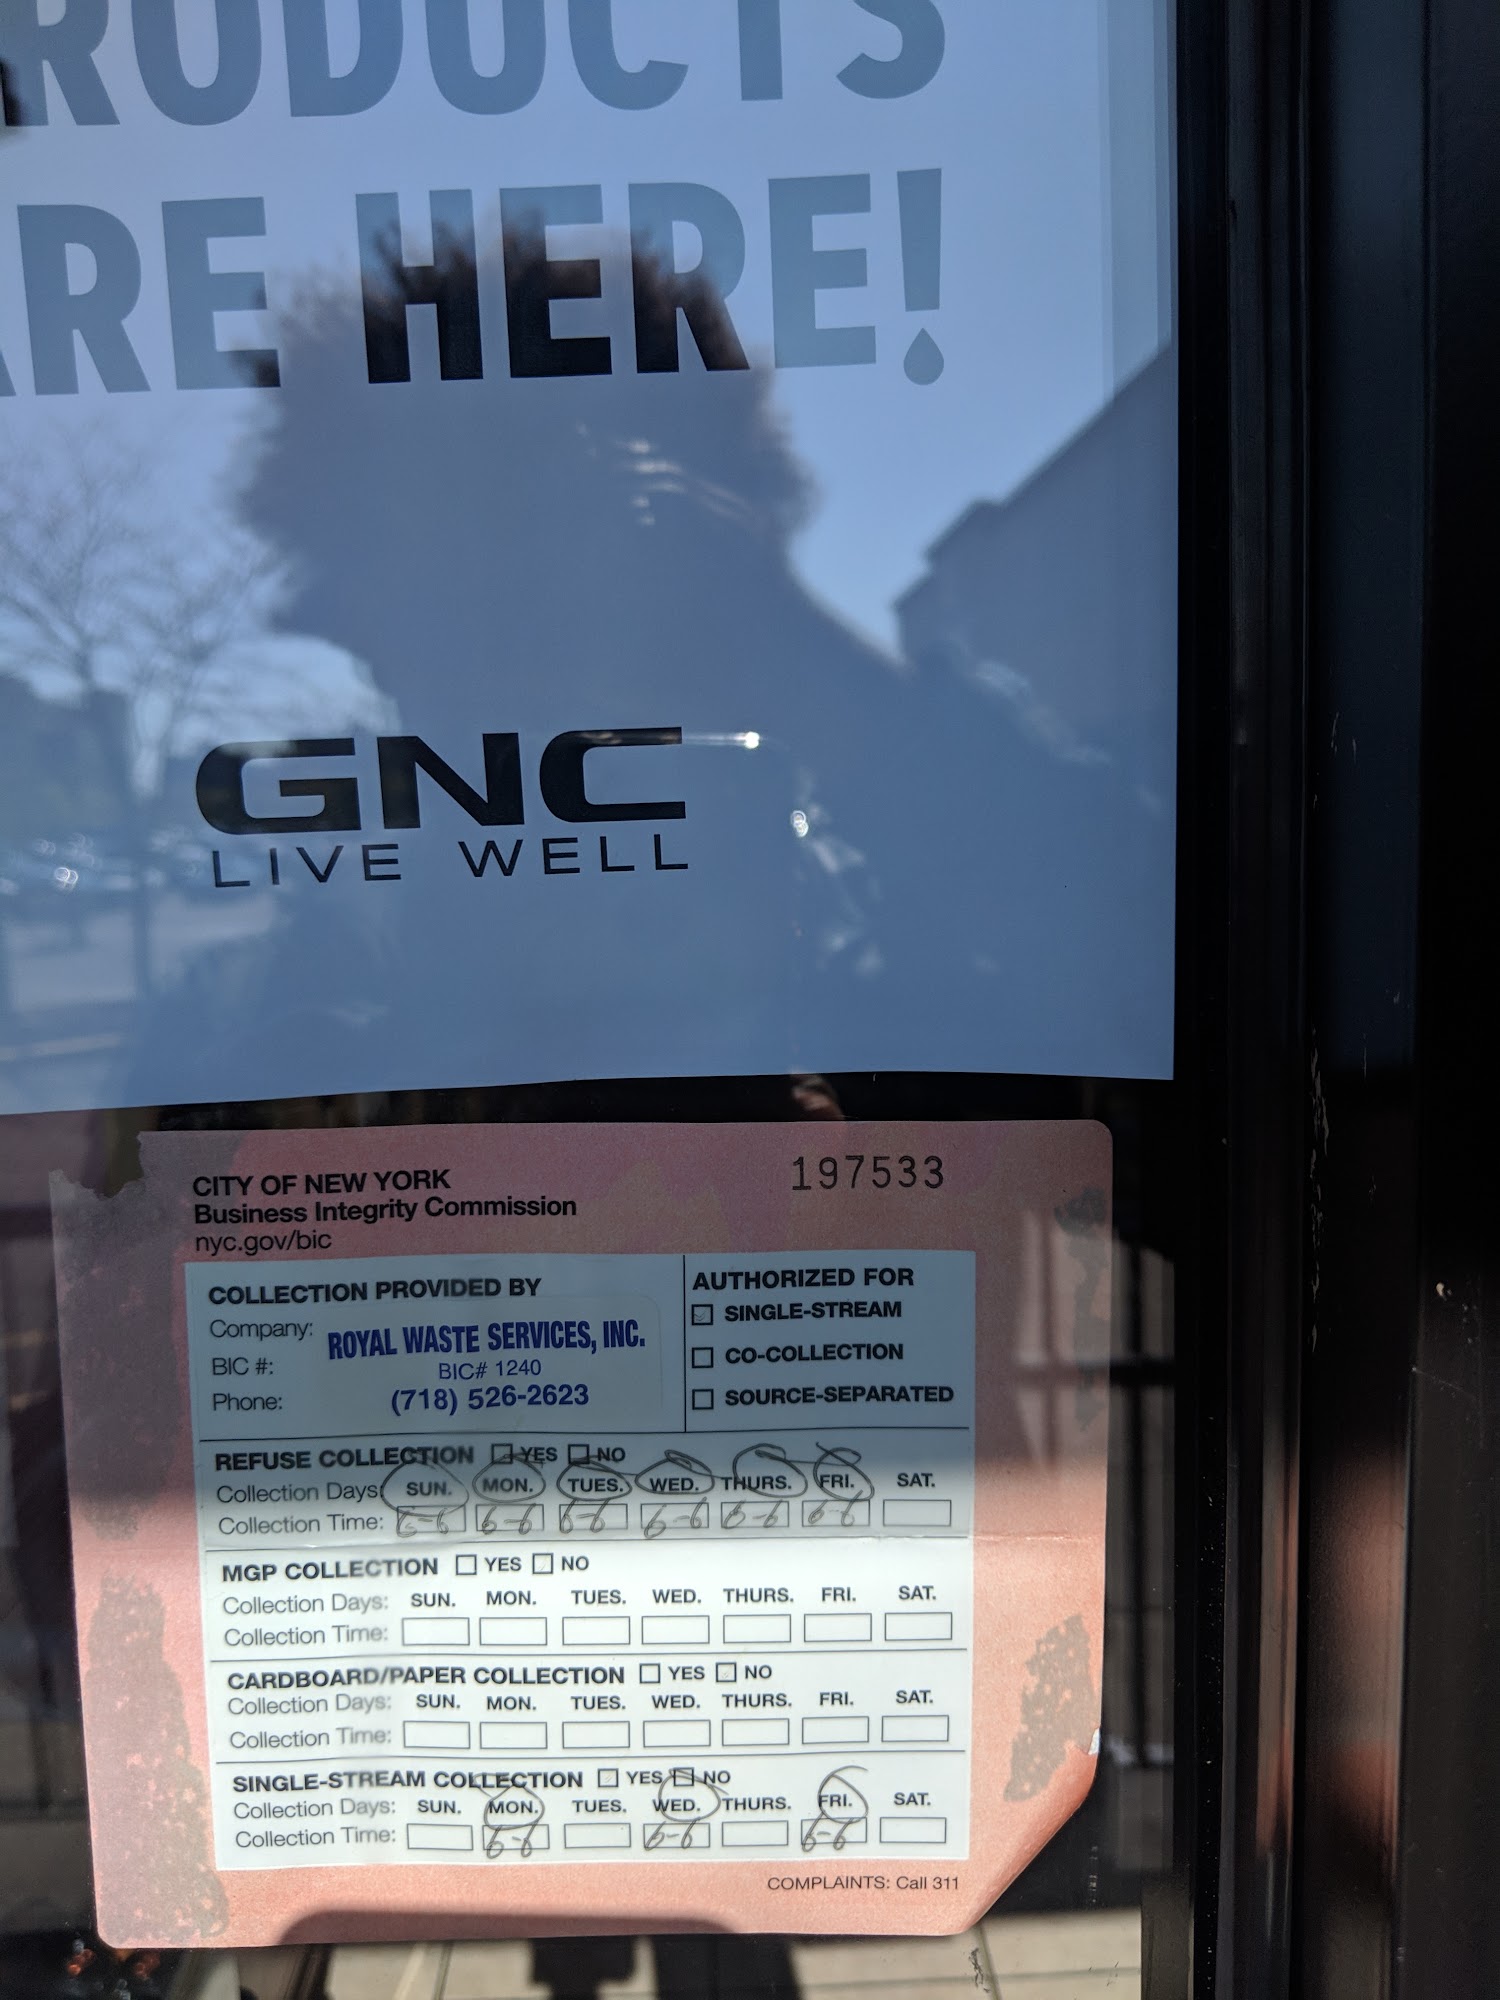 RODUCTS
ARE HERE!
GNC
LIVE WELL
197533
CITY OF NEW YORK
Business Integrity Commission
nyc.gov/bic
COLLECTION PROVIDED BY
Company: ROYAL WASTE SERVICES, INC.
BIC #: BIC# 1240
Phone: (718) 526-2623
AUTHORIZED FOR
SINGLE-STREAM
CO-COLLECTION
SOURCE-SEPARATED
REFUSE COLLECTION YES NO
Collection Days: SUN. MON. TUES. WED. THURS. FRI. SAT.
Collection Time: 6-6 6-6 6-6 6-6 6-6 6-6
MGP COLLECTION YES NO
Collection Days: SUN. MON. TUES. WED. THURS. FRI. SAT.
Collection Time:
CARDBOARD/PAPER COLLECTION YES NO
Collection Days: SUN. MON. TUES. WED. THURS. FRI. SAT.
Collection Time:
SINGLE-STREAM COLLECTION YES NO
Collection Days: SUN. MON. TUES. WED. THURS. FRI. SAT.
Collection Time: 6-6 6-6 6-6
COMPLAINTS: Call 311